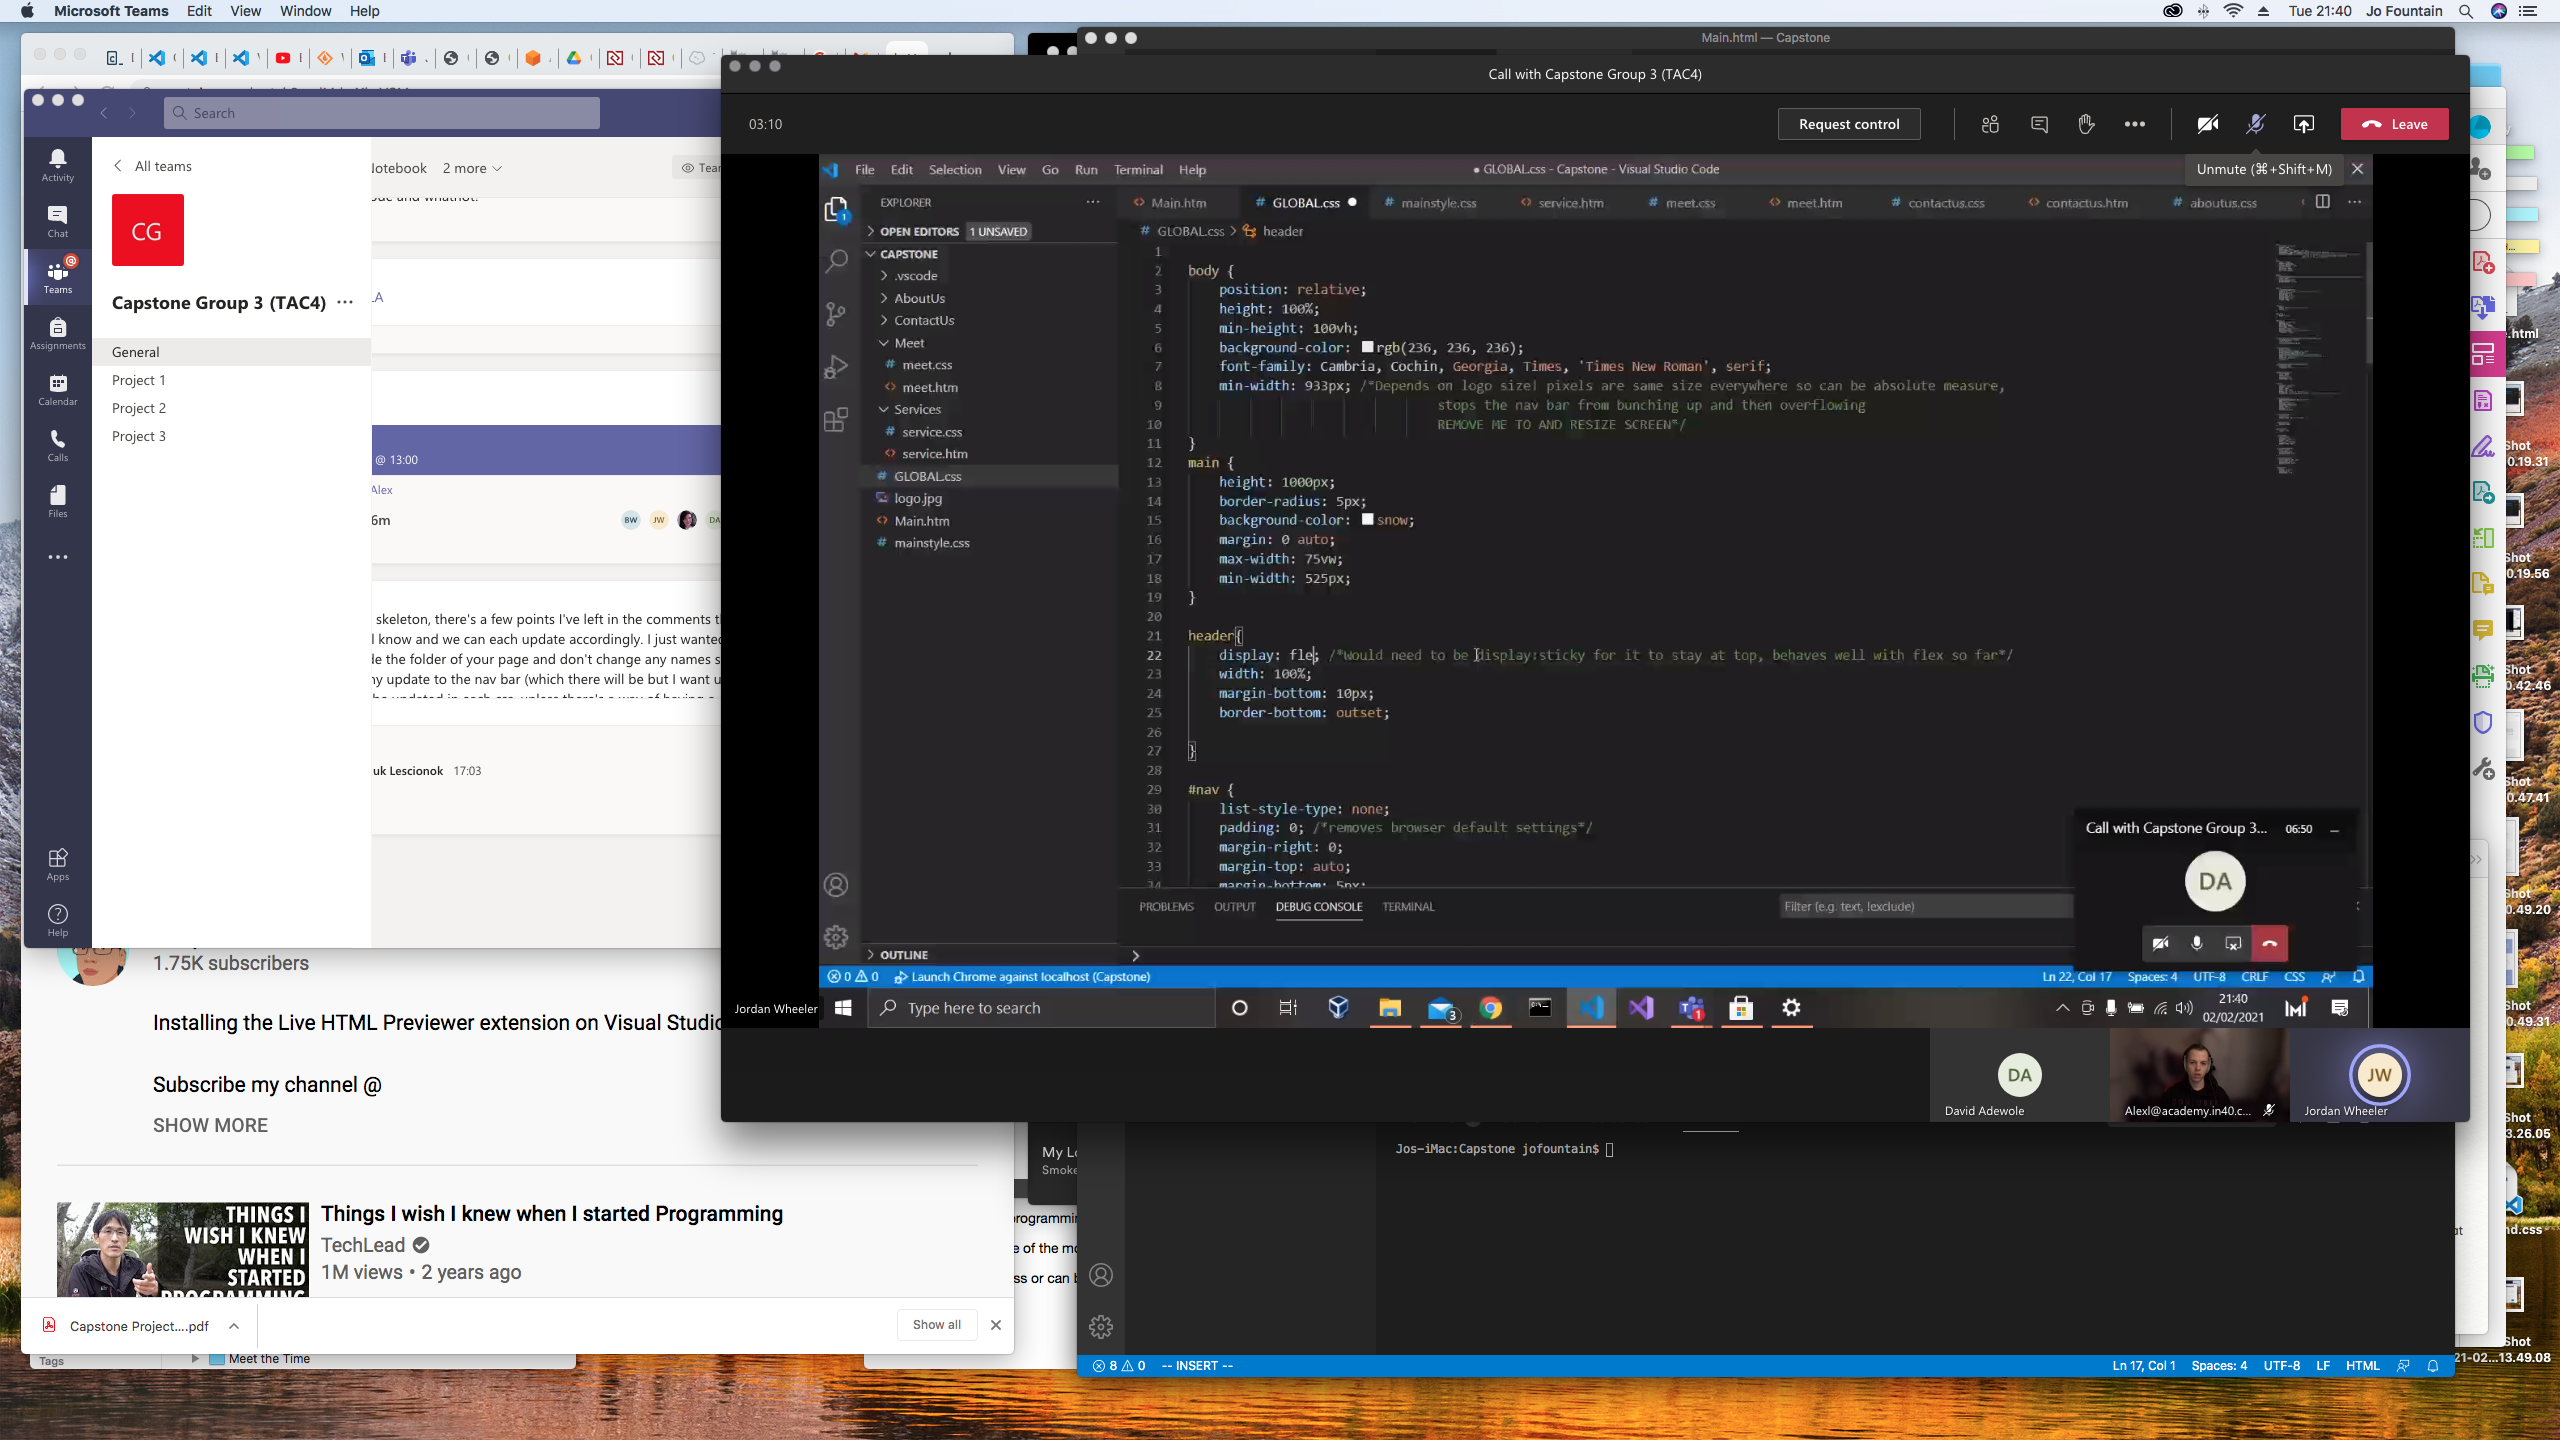 Microsoft Teams Edit View Window Help
Tue 21:40 Jo Fountain
Main.html — Capstone
Call with Capstone Group 3 (TAC4)
03:10
Request control
Leave
Unmute (⌘+Shift+M)
Search
Activity
Chat
Teams
Assignments
Calendar
Calls
Files
Apps
Help
All teams
CG
Capstone Group 3 (TAC4)
General
Project 1
Project 2
Project 3
Notebook 2 more
@ 13:00
Alex
6m
BW JW DA
skeleton, there's a few points I've left in the comments
I know and we can each update accordingly. I just wanted
de the folder of your page and don't change any names
ny update to the nav bar (which there will be but I want
uk Lescionok 17:03
File Edit Selection View Go Run Terminal Help
● GLOBAL.css - Capstone - Visual Studio Code
EXPLORER
OPEN EDITORS 1 UNSAVED
CAPSTONE
.vscode
AboutUs
ContactUs
Meet
meet.css
meet.htm
Services
service.css
service.htm
GLOBAL.css
logo.jpg
Main.htm
mainstyle.css
OUTLINE
Main.htm GLOBAL.css mainstyle.css service.htm meet.css meet.htm contactus.css contactus.htm aboutus.css
GLOBAL.css > header
1
2 body {
3 position: relative;
4 height: 100%;
5 min-height: 100vh;
6 background-color: rgb(236, 236, 236);
7 font-family: Cambria, Cochin, Georgia, Times, 'Times New Roman', serif;
8 min-width: 933px; /*Depends on logo size! pixels are same size everywhere so can be absolute measure,
9 stops the nav bar from bunching up and then overflowing
10 REMOVE ME TO AND RESIZE SCREEN*/
11 }
12 main {
13 height: 1000px;
14 border-radius: 5px;
15 background-color: snow;
16 margin: 0 auto;
17 max-width: 75vw;
18 min-width: 525px;
19 }
20
21 header{
22 display: fle; /*Would need to be display:sticky for it to stay at top, behaves well with flex so far*/
23 width: 100%;
24 margin-bottom: 10px;
25 border-bottom: outset;
26
27 }
28
29 #nav {
30 list-style-type: none;
31 padding: 0; /*removes browser default settings*/
32 margin-right: 0;
33 margin-top: auto;
34 margin-bottom: 5px;
PROBLEMS OUTPUT DEBUG CONSOLE TERMINAL
Filter (e.g. text, !exclude)
Call with Capstone Group 3... 06:50
DA
0 0 Launch Chrome against localhost (Capstone)
Ln 22, Col 17 Spaces: 4 UTF-8 CRLF CSS
Jordan Wheeler
Type here to search
3
1
21:40
02/02/2021
DA
David Adewole
Alexl@academy.in40.c...
JW
Jordan Wheeler
1.75K subscribers
Installing the Live HTML Previewer extension on Visual Studio
Subscribe my channel @
SHOW MORE
THINGS I
WISH I KNEW
WHEN I
STARTED
PROGRAMMING
Things I wish I knew when I started Programming
TechLead
1M views • 2 years ago
Capstone Project....pdf
Show all
Tags
Meet the Time
Smoke
Jos-iMac:Capstone jofountain$
8 0 -- INSERT --
Ln 17, Col 1 Spaces: 4 UTF-8 LF HTML
.html
Shot
0.19.31
Shot
0.19.56
Shot
0.42.46
Shot
0.47.41
Shot
0.49.20
Shot
0.49.31
Shot
3.26.05
nd.css
Shot
21-02...13.49.08